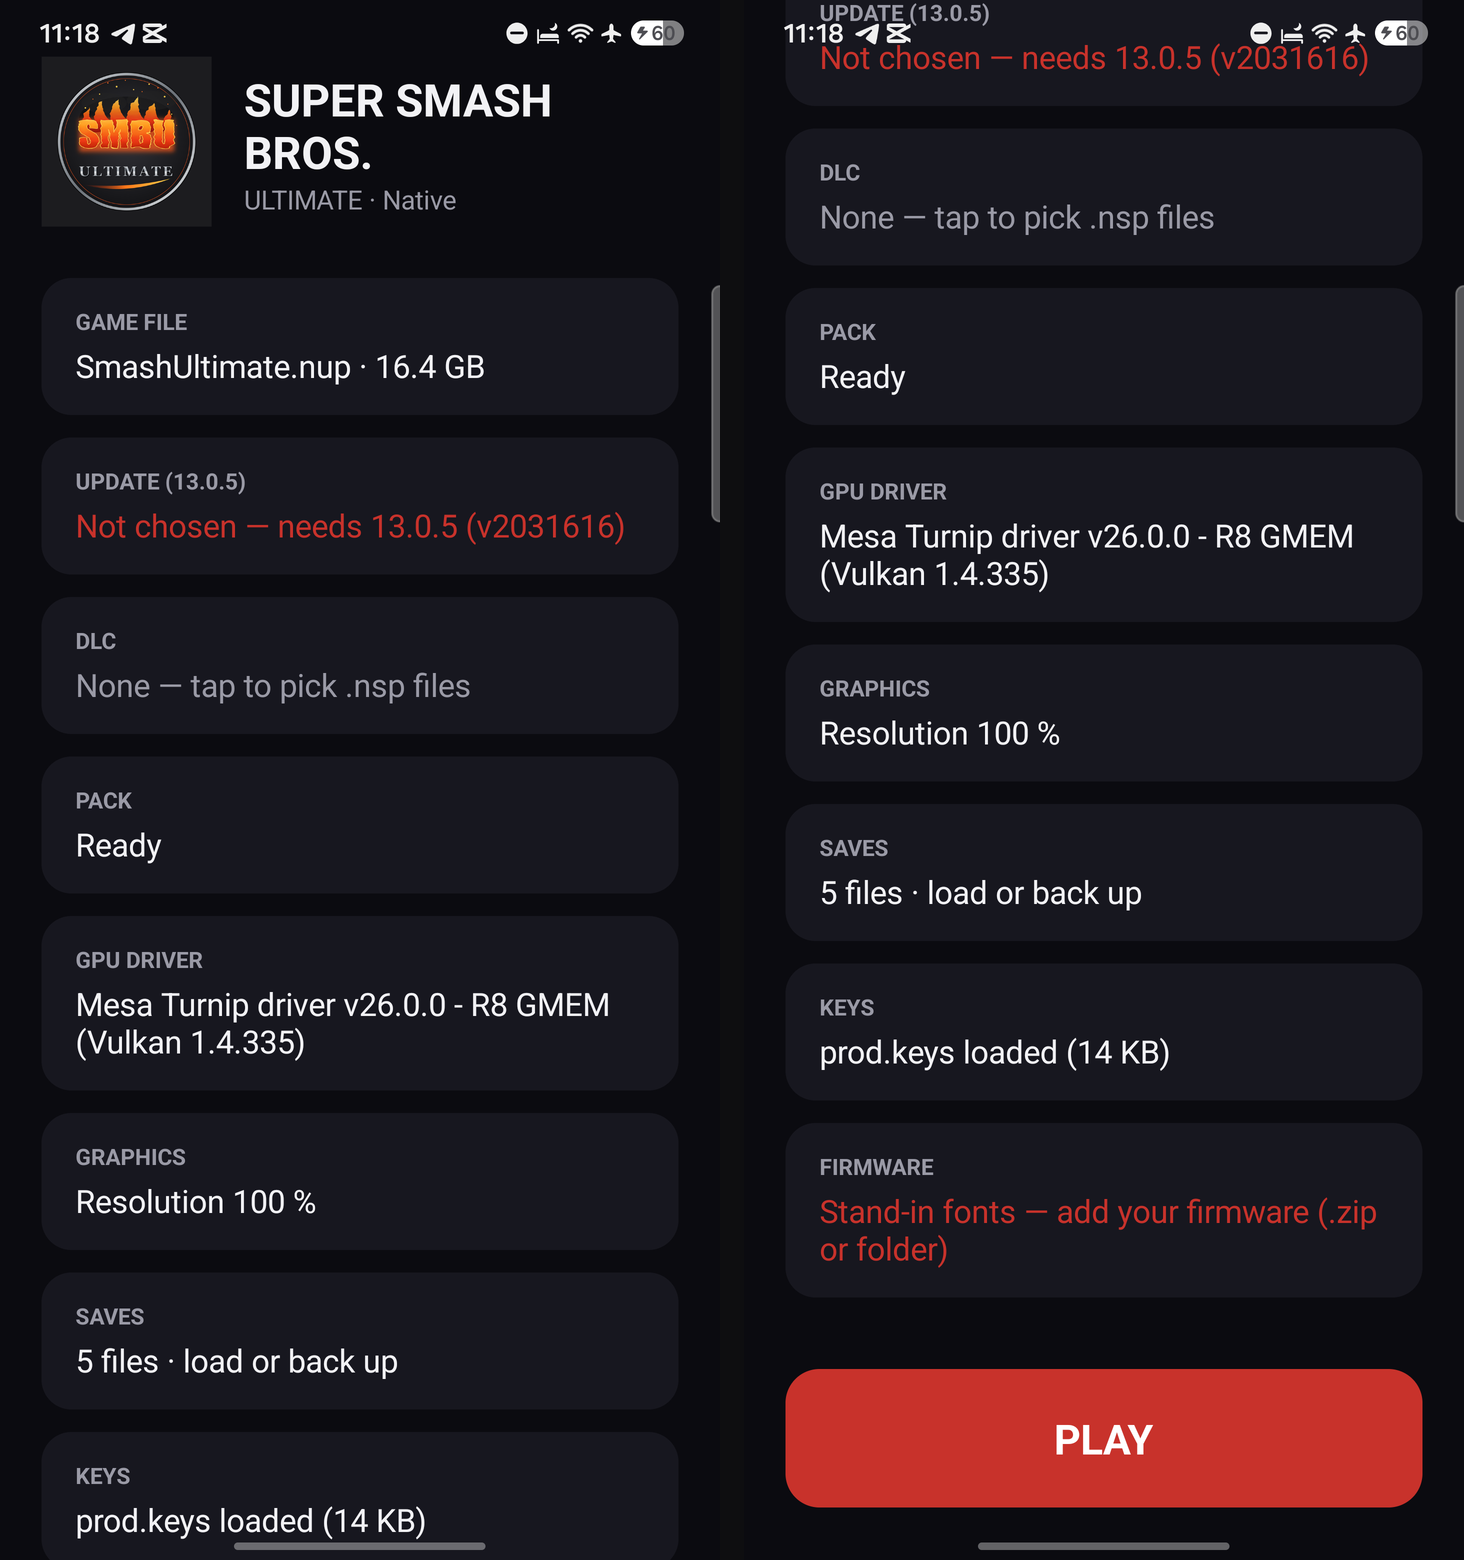 11:18
60
SMBU
ULTIMATE
SUPER SMASH
BROS.
ULTIMATE · Native
GAME FILE
SmashUltimate.nup · 16.4 GB
UPDATE (13.0.5)
Not chosen — needs 13.0.5 (v2031616)
DLC
None — tap to pick .nsp files
PACK
Ready
GPU DRIVER
Mesa Turnip driver v26.0.0 - R8 GMEM
(Vulkan 1.4.335)
GRAPHICS
Resolution 100 %
SAVES
5 files · load or back up
KEYS
prod.keys loaded (14 KB)
UPDATE (13.0.5)
11:18
60
Not chosen — needs 13.0.5 (v2031616)
DLC
None — tap to pick .nsp files
PACK
Ready
GPU DRIVER
Mesa Turnip driver v26.0.0 - R8 GMEM
(Vulkan 1.4.335)
GRAPHICS
Resolution 100 %
SAVES
5 files · load or back up
KEYS
prod.keys loaded (14 KB)
FIRMWARE
Stand-in fonts — add your firmware (.zip
or folder)
PLAY